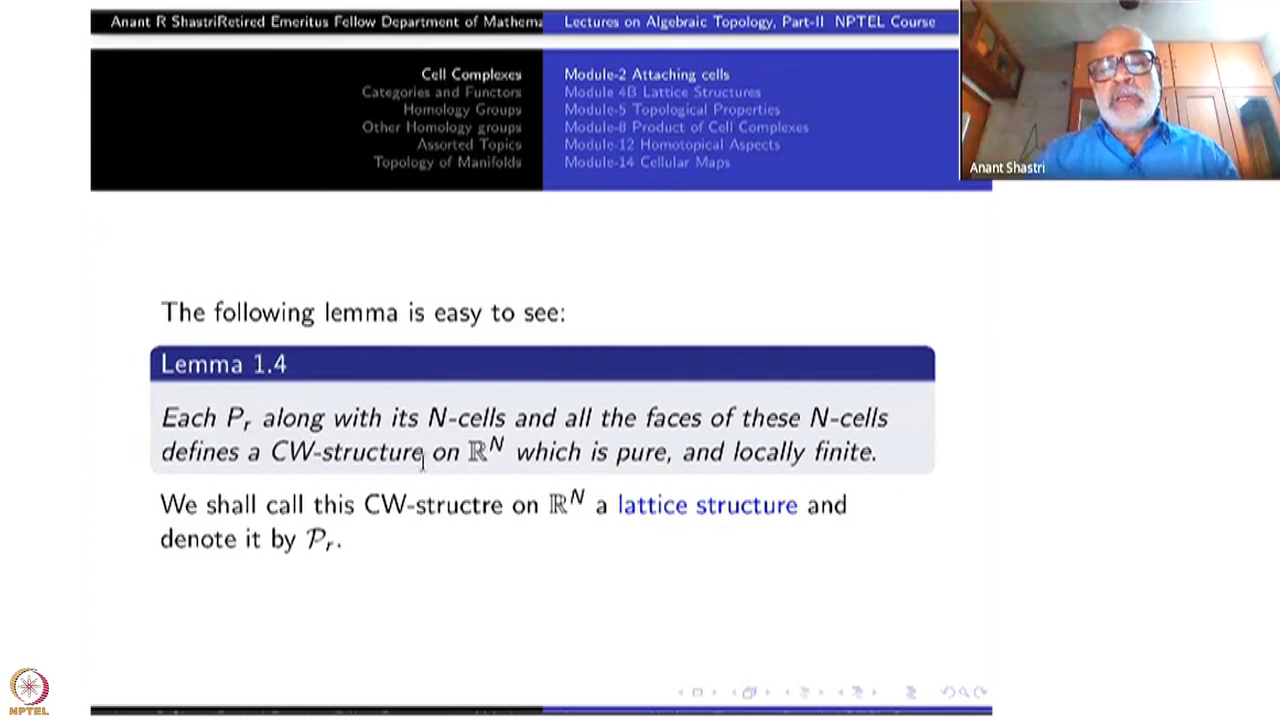 Anant R ShastriRetired Emeritus Fellow Department of Mathema
Lectures on Algebraic Topology, Part-II NPTEL Course
Cell Complexes
Categories and Functors
Homology Groups
Other Homology groups
Assorted Topics
Topology of Manifolds
Module-2 Attaching cells
Module 4B Lattice Structures
Module-5 Topological Properties
Module-8 Product of Cell Complexes
Module-12 Homotopical Aspects
Module-14 Cellular Maps
Anant Shastri
The following lemma is easy to see:
Lemma 1.4
Each P_r along with its N-cells and all the faces of these N-cells
defines a CW-structure on ℝ^N which is pure, and locally finite.
We shall call this CW-structre on ℝ^N a lattice structure and
denote it by 𝒫_r.
NPTEL